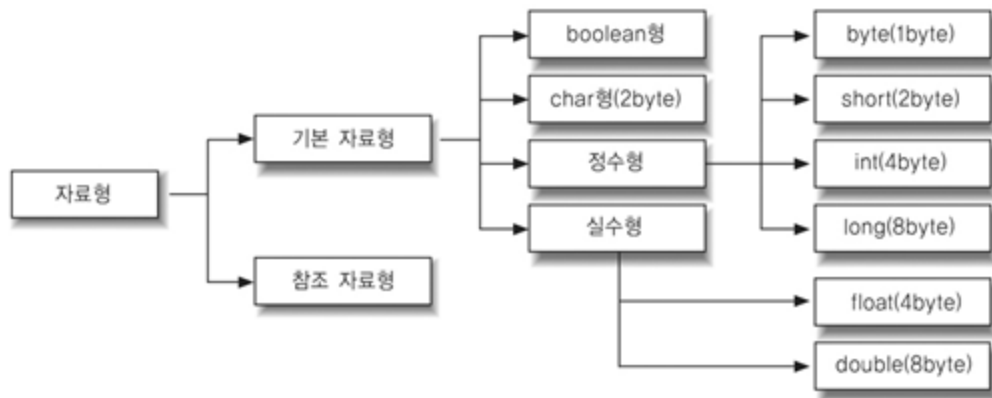 자료형
기본 자료형
참조 자료형
boolean형
char형(2byte)
정수형
실수형
byte(1byte)
short(2byte)
int(4byte)
long(8byte)
float(4byte)
double(8byte)